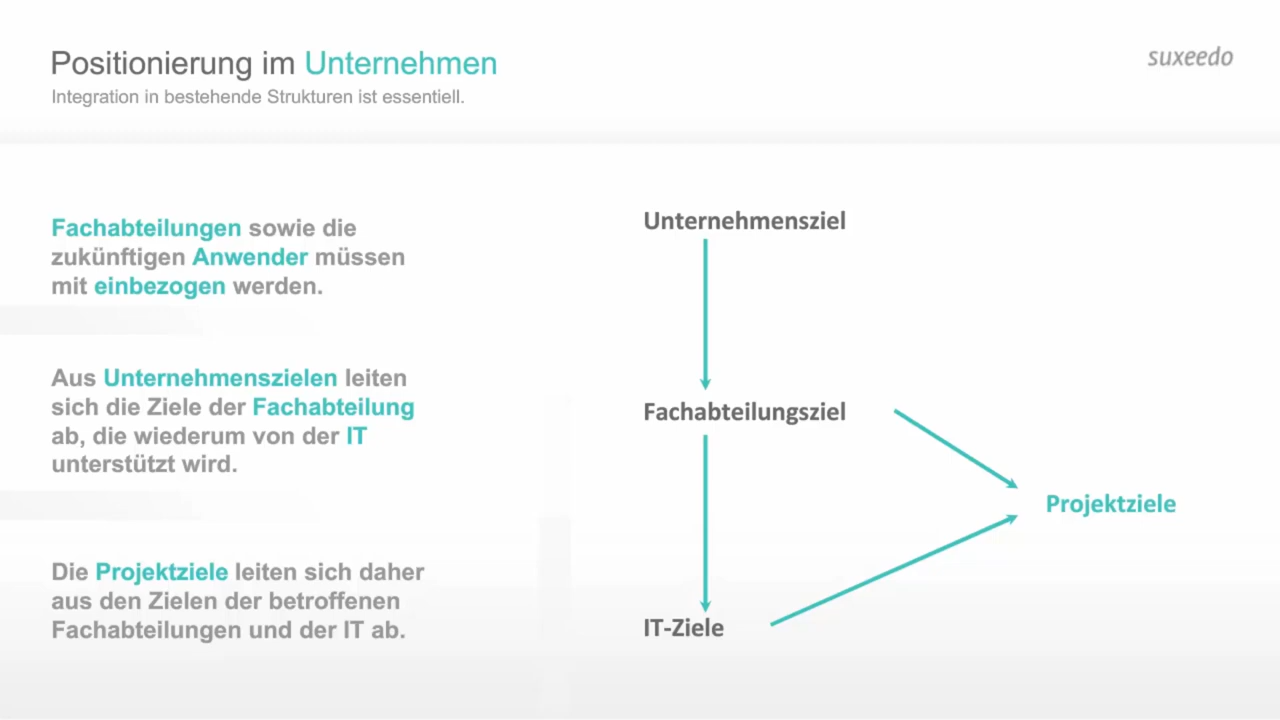 Positionierung im Unternehmen
suxeedo
Integration in bestehende Strukturen ist essentiell.
Fachabteilungen sowie die
zukünftigen Anwender müssen
mit einbezogen werden.
Aus Unternehmenszielen leiten
sich die Ziele der Fachabteilung
ab, die wiederum von der IT
unterstützt wird.
Die Projektziele leiten sich daher
aus den Zielen der betroffenen
Fachabteilungen und der IT ab.
Unternehmensziel
Fachabteilungsziel
Projektziele
IT-Ziele